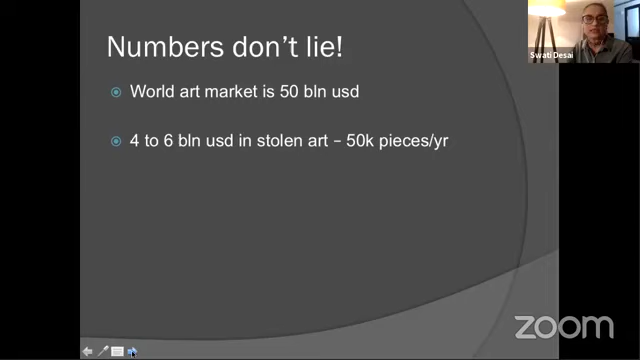 Numbers don't lie!
Swati Desai
World art market is 50 bln usd
4 to 6 bln usd in stolen art – 50k pieces/yr
zoom